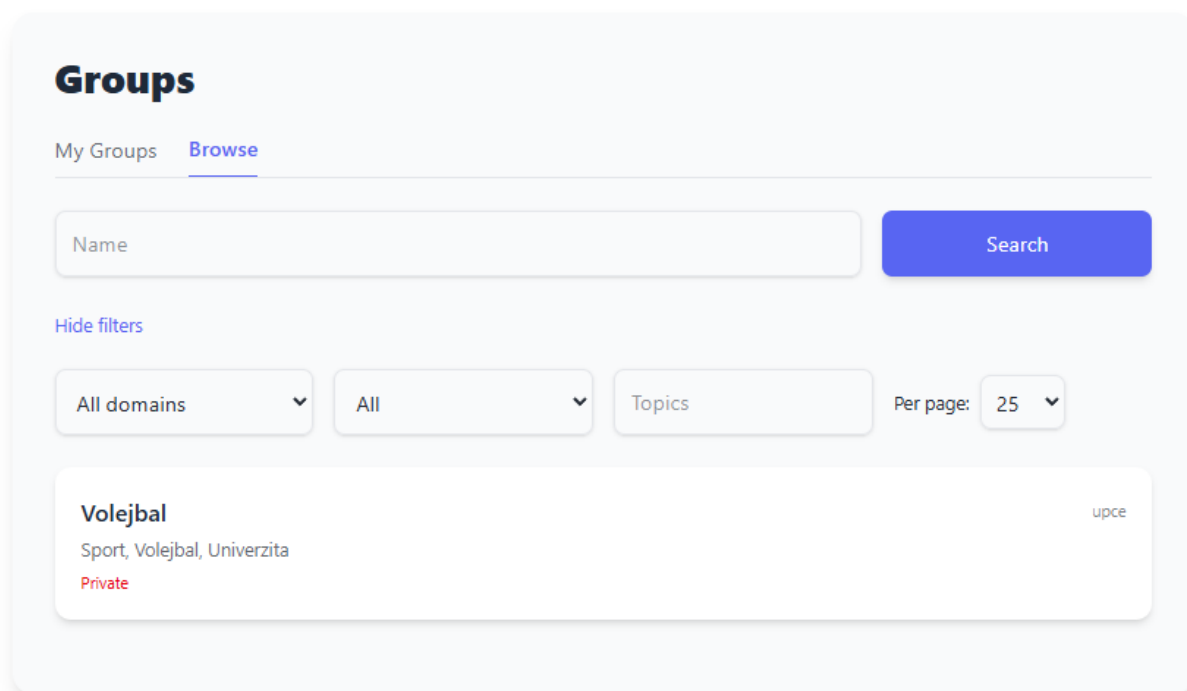 Groups
My Groups Browse
Name Search
Hide filters
All domains All Topics Per page: 25
Volejbal upce
Sport, Volejbal, Univerzita
Private